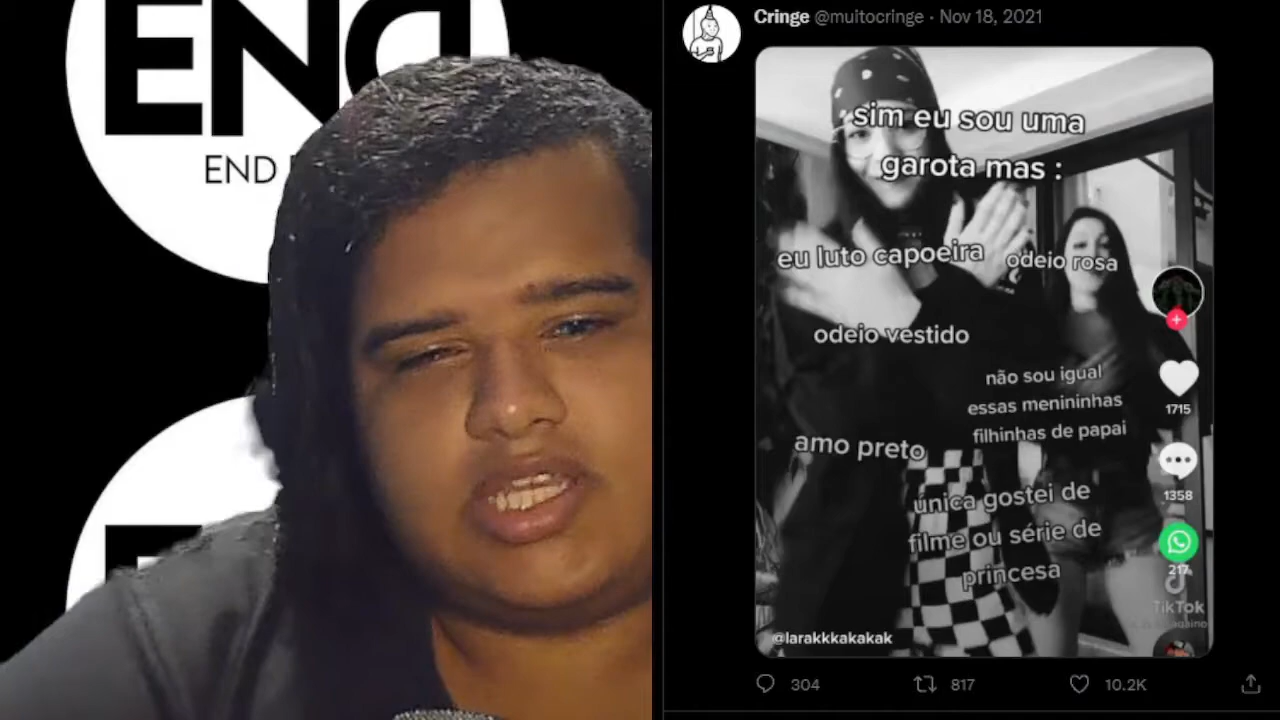 END
END
Cringe @muitocringe · Nov 18, 2021
sim eu sou uma
garota mas :
eu luto capoeira
odeio rosa
odeio vestido
não sou igual
essas menininhas
filhinhas de papai
amo preto
única gostei de
filme ou série de
princesa
1715
1358
217
TikTok
@larakkkakakak
304
817
10.2K